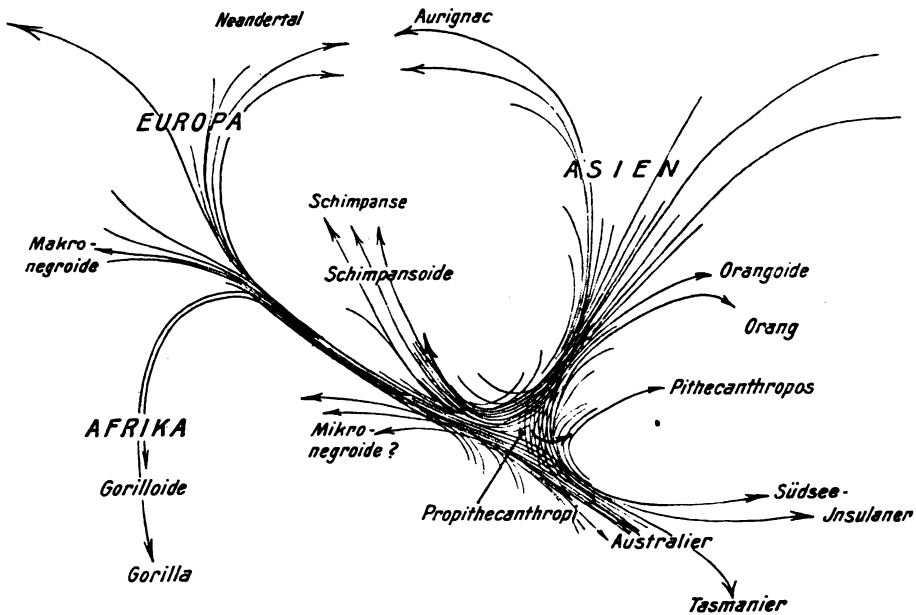 Neandertal
Aurignac
EUROPA
ASIEN
Schimpanse
Makro-
negroide
Schimpansoide
Orangoide
Orang
Pithecanthropos
AFRIKA
Mikro-
negroide ?
Gorilloide
Propithecanthropi
Südsee-
Jnsulaner
Australier
Gorilla
Tasmanier